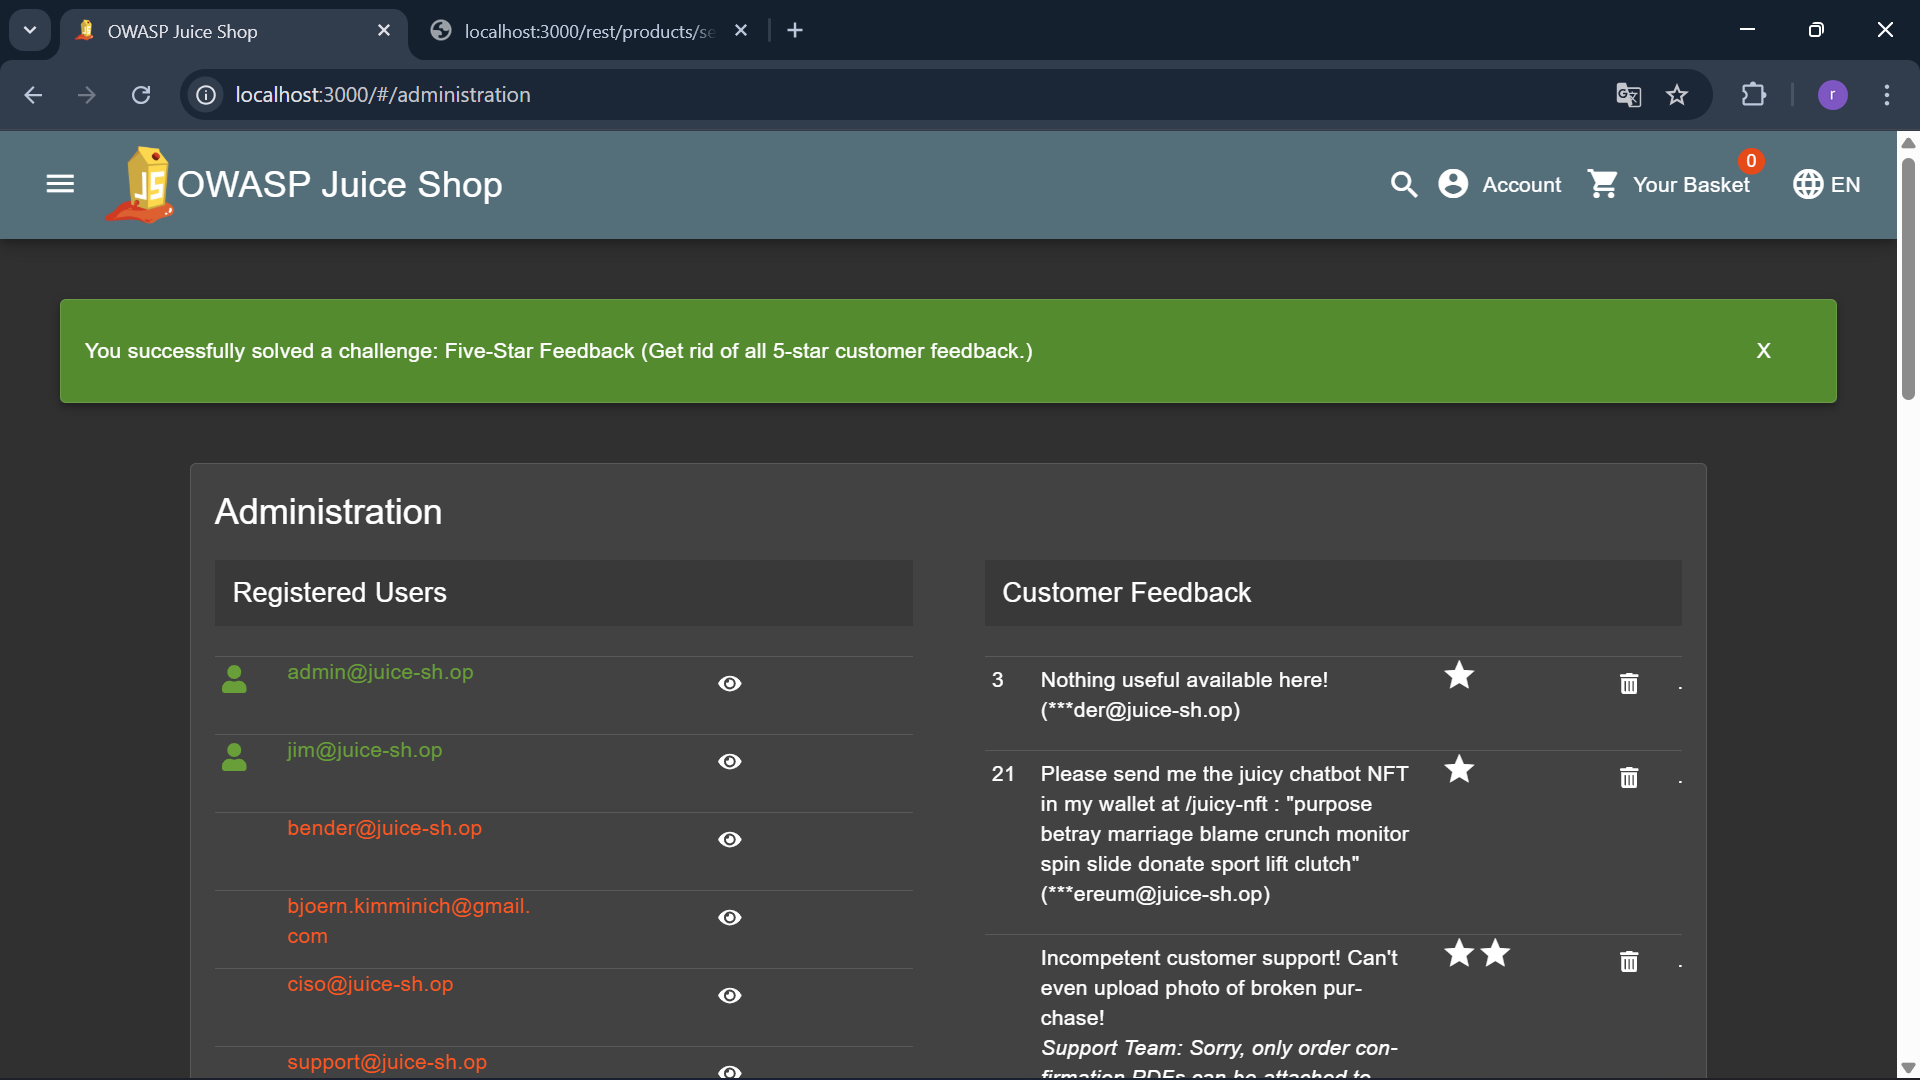 OWASP Juice Shop
localhost:3000/rest/products/se
localhost:3000/#/administration
r
OWASP Juice Shop
Account
0
Your Basket
EN
You successfully solved a challenge: Five-Star Feedback (Get rid of all 5-star customer feedback.)
X
Administration
Registered Users
admin@juice-sh.op
jim@juice-sh.op
bender@juice-sh.op
bjoern.kimminich@gmail.
com
ciso@juice-sh.op
support@juice-sh.op
Customer Feedback
3 Nothing useful available here!
(***der@juice-sh.op)
21 Please send me the juicy chatbot NFT
in my wallet at /juicy-nft : "purpose
betray marriage blame crunch monitor
spin slide donate sport lift clutch"
(***ereum@juice-sh.op)
Incompetent customer support! Can't
even upload photo of broken pur-
chase!
Support Team: Sorry, only order con-
firmation PDFs can be attached to